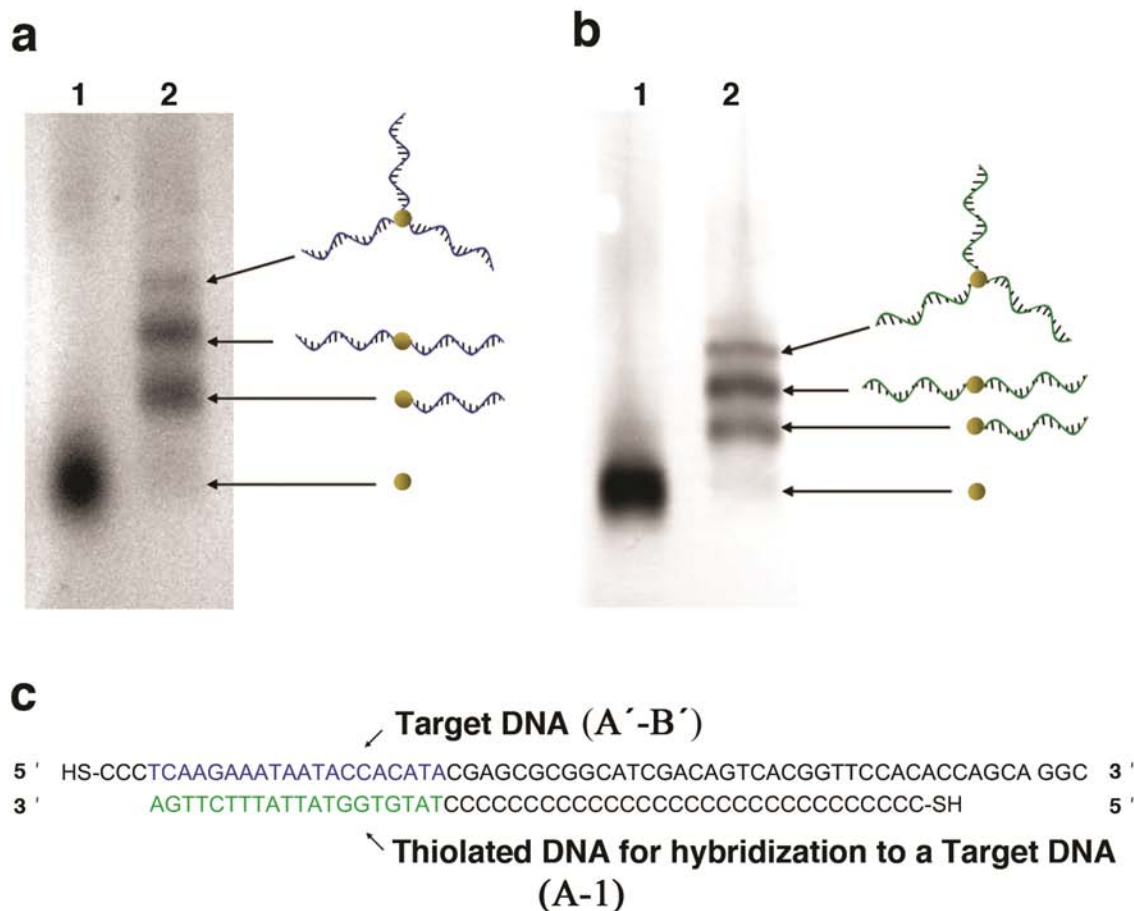 a
b
1 2
1 2
c
Target DNA (A´-B´)
5 ' HS-CCCTCAAGAAATAATACCACATACGAGCGCGGCATCGACAGTCACGGTTCCACACCAGCA GGC 3 '
3 ' AGTTCTTTATTATGGTGTATCCCCCCCCCCCCCCCCCCCCCCCCCCCCCC-SH 5 '
Thiolated DNA for hybridization to a Target DNA
(A-1)